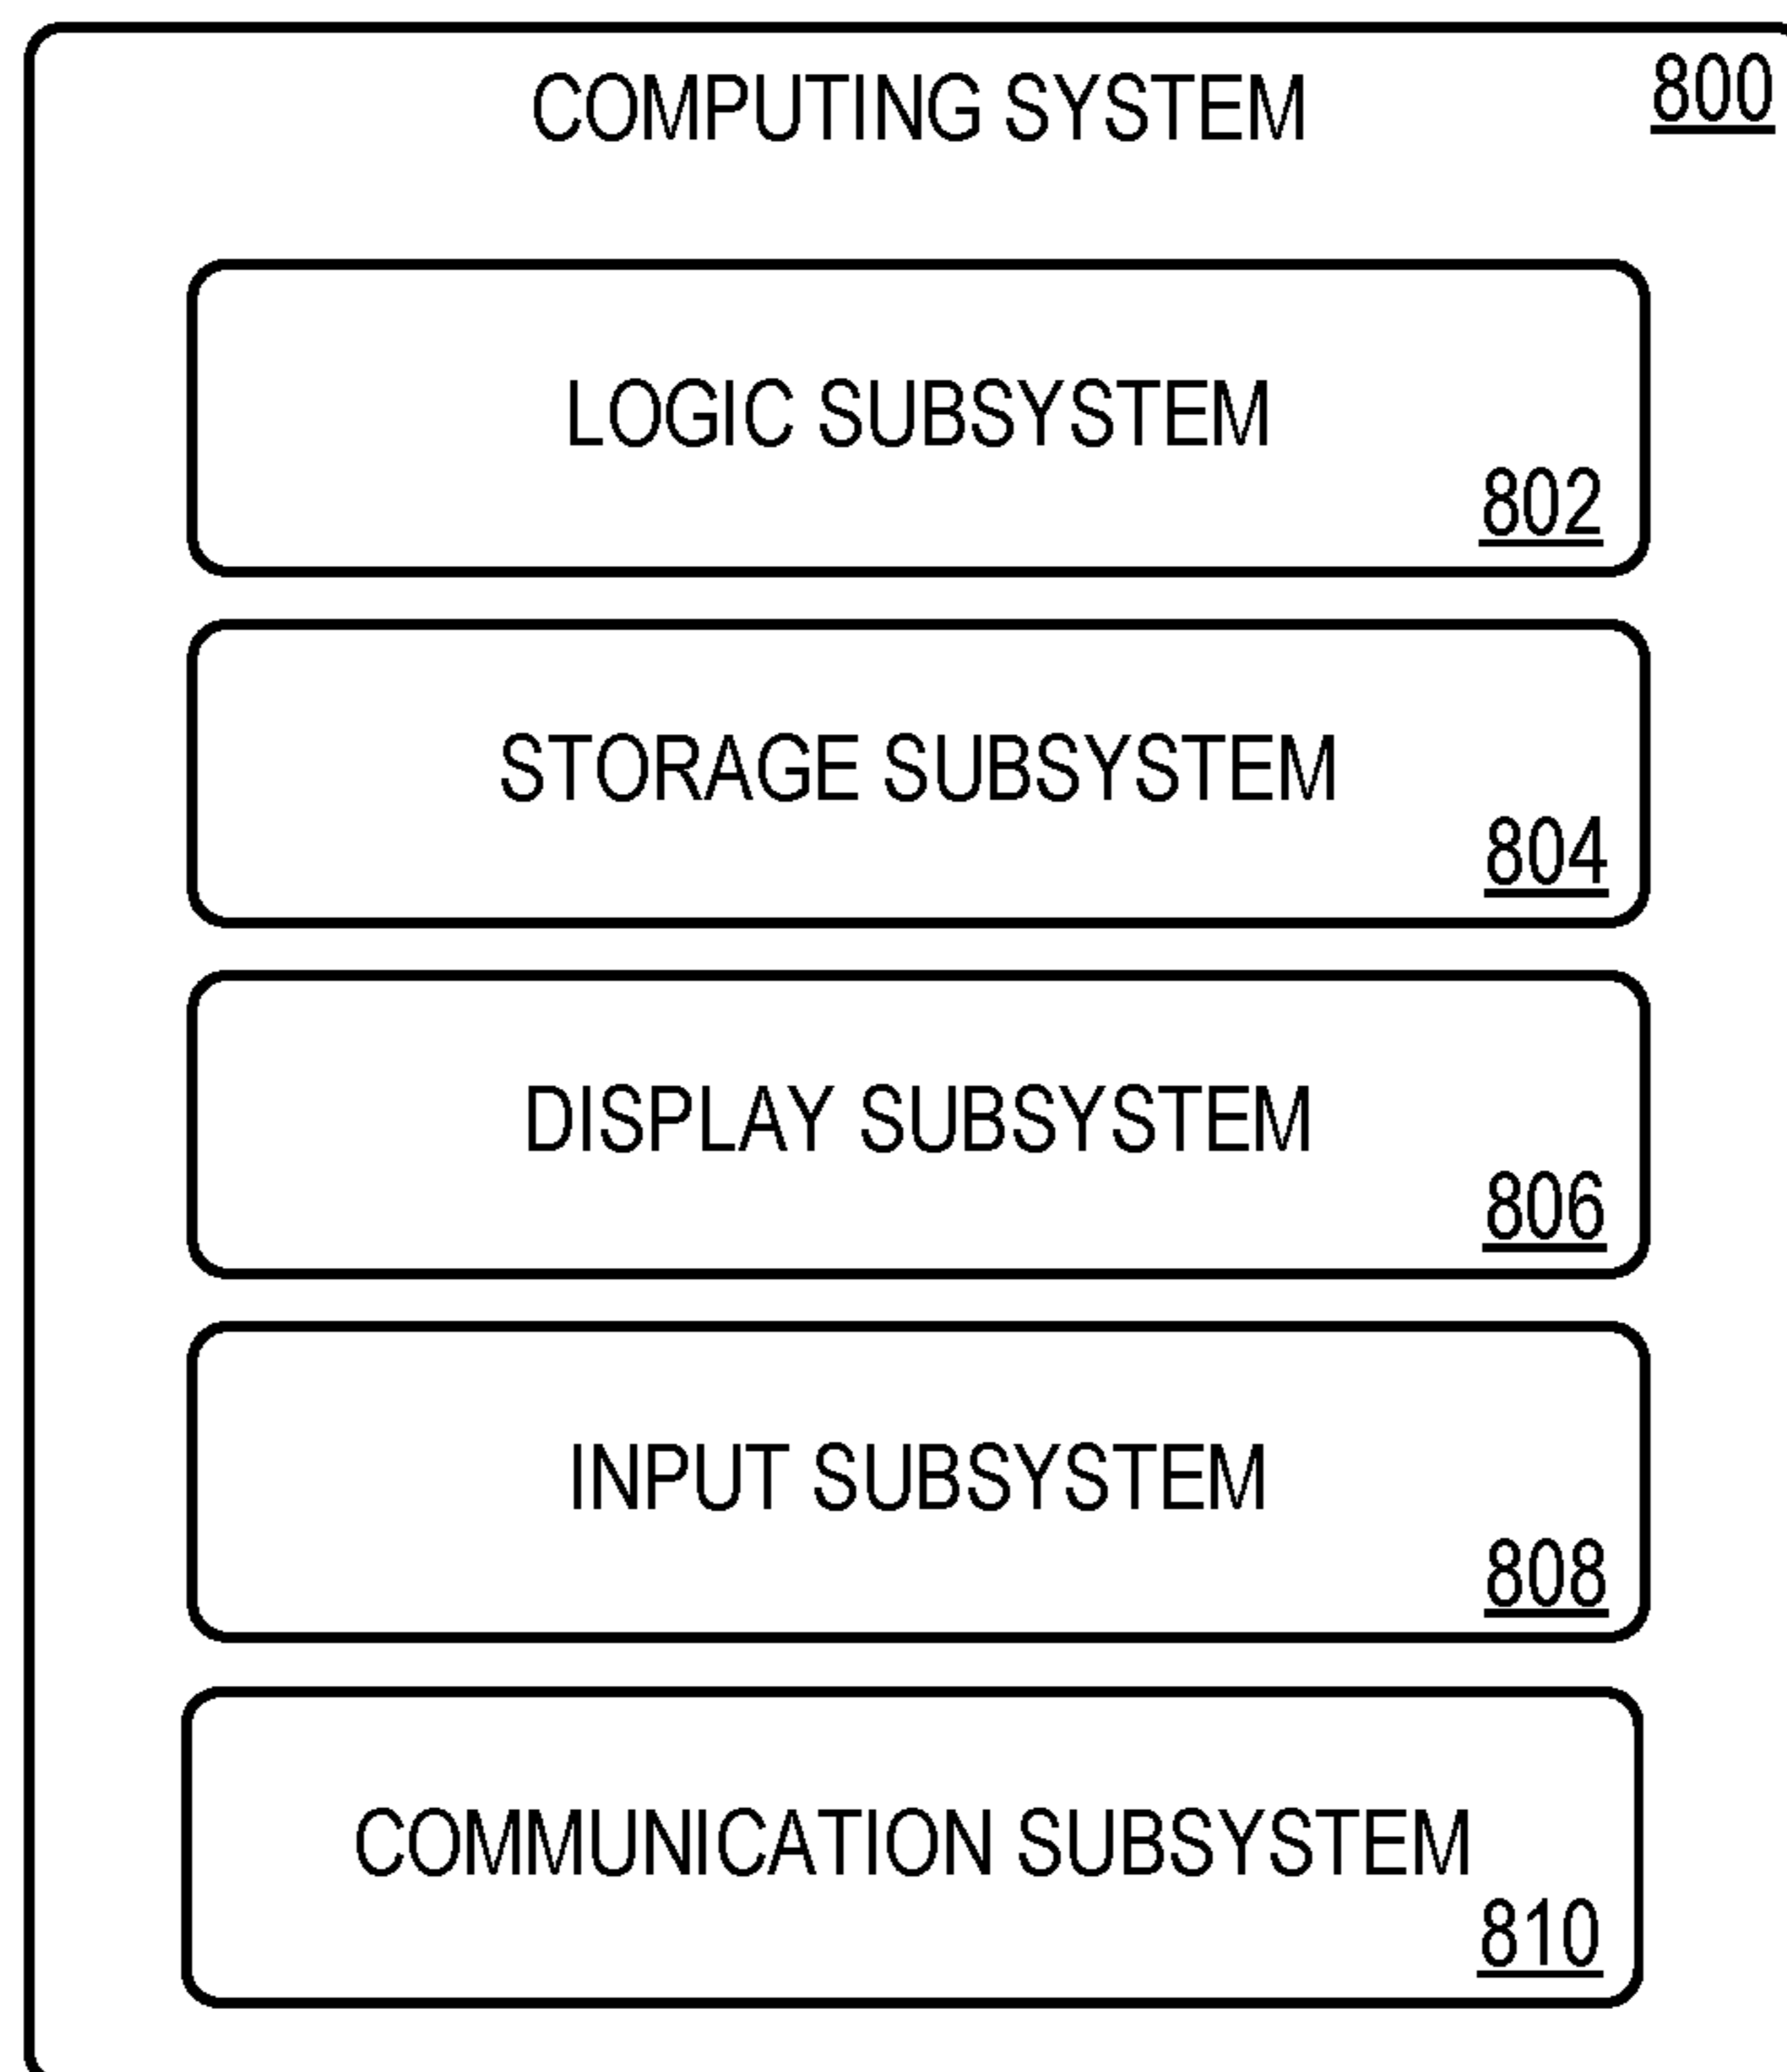 COMPUTING SYSTEM 800
LOGIC SUBSYSTEM
802
STORAGE SUBSYSTEM
804
DISPLAY SUBSYSTEM
806
INPUT SUBSYSTEM
808
COMMUNICATION SUBSYSTEM
810